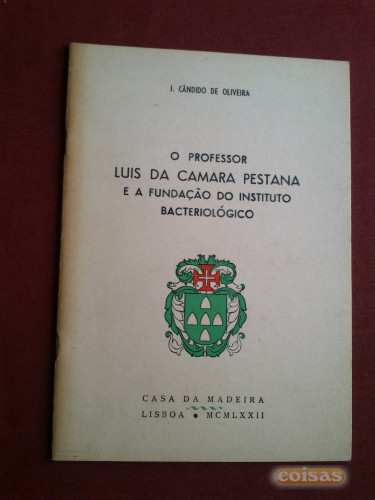 J. CÂNDIDO DE OLIVEIRA
O PROFESSOR
LUIS DA CAMARA PESTANA
E A FUNDAÇÃO DO INSTITUTO
BACTERIOLÓGICO
CASA DA MADEIRA
LISBOA • MCMLXXII
coisas